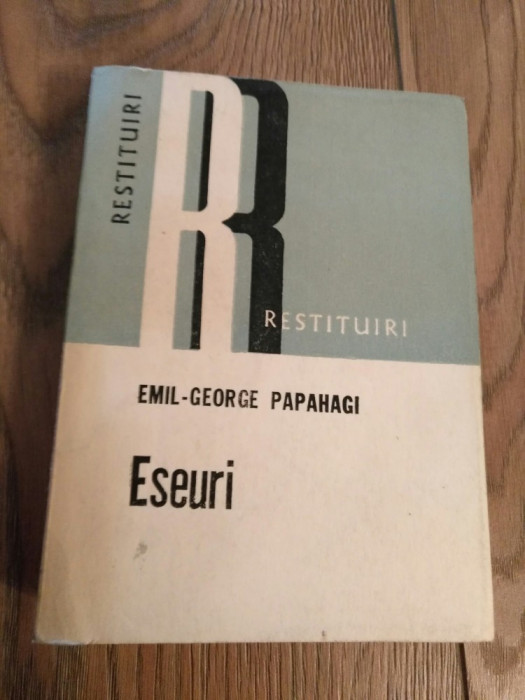 RESTITUIRI
R
RESTITUIRI
EMIL-GEORGE PAPAHAGI
Eseuri